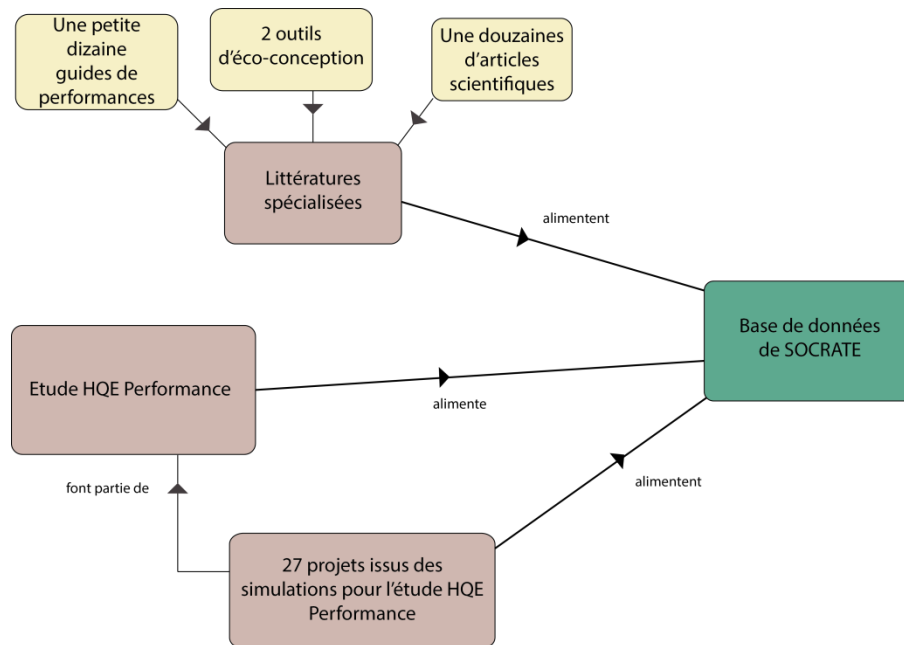 Une petite
dizaine
guides de
performances
2 outils
d'éco-conception
Une douzaines
d'articles
scientifiques
Littératures
spécialisées
alimentent
Base de données
de SOCRATE
Etude HQE Performance
alimente
font partie de
alimentent
27 projets issus des
simulations pour l'étude HQE
Performance